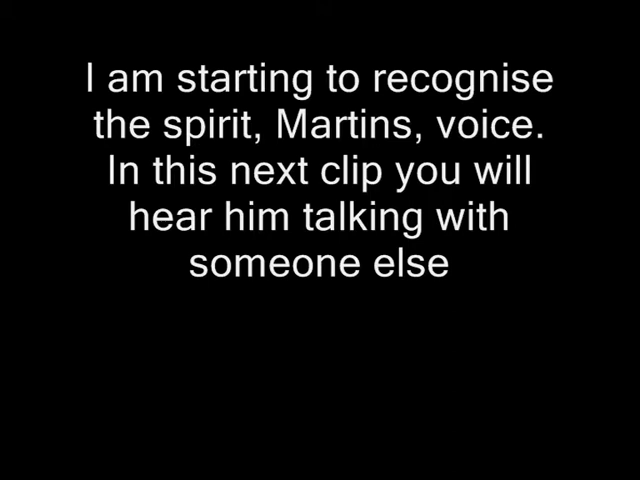 I am starting to recognise
the spirit, Martins, voice.
In this next clip you will
hear him talking with
someone else